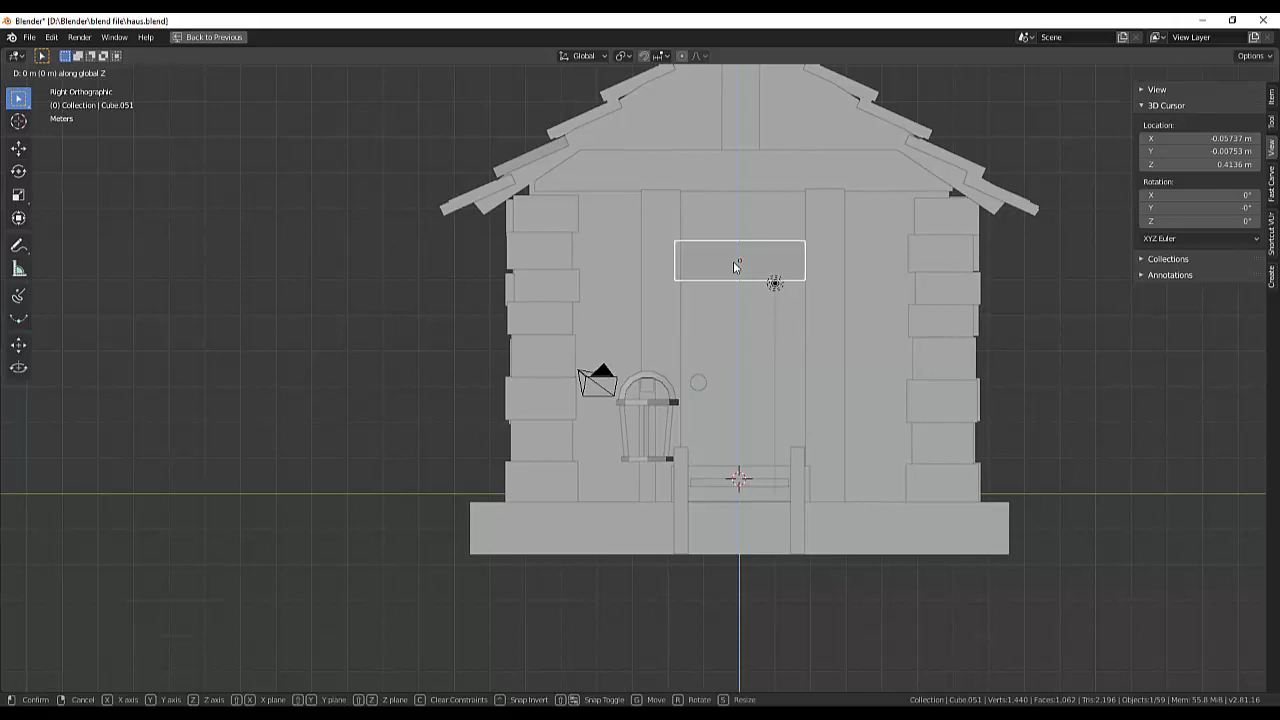 Blender* [D:\Blender\blend file\haus.blend]
File Edit Render Window Help Back to Previous Scene View Layer
Global Options
D: 0 m (0 m) along global Z
Right Orthographic
(0) Collection | Cube.051
Meters
View
3D Cursor
Location:
X -0.05737 m
Y -0.00753 m
Z 0.4136 m
Rotation:
X 0°
Y -0°
Z 0°
XYZ Euler
Collections
Annotations
Item
Tool
View
Fast Carve
Shortcut VUr
Create
Confirm Cancel X X axis Y Y axis Z Z axis X X plane Y Y plane Z Z plane C Clear Constraints Snap Invert Snap Toggle G Move R Rotate S Resize Collection | Cube.051 | Verts:1,440 | Faces:1,062 | Tris:2,196 | Objects:1/59 | Mem: 55.8 MiB | v2.81.16